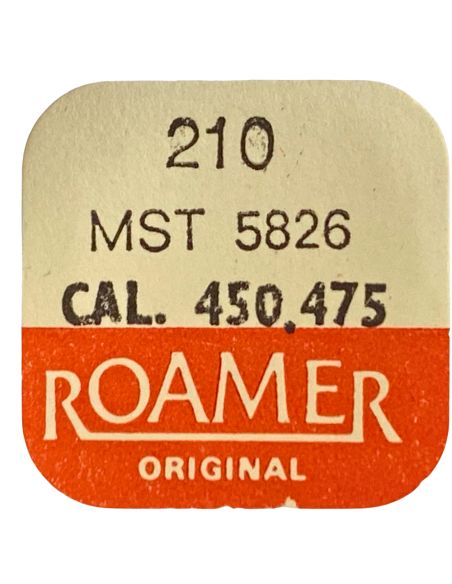 210
MST 5826
CAL. 450.475
ROAMER
ORIGINAL